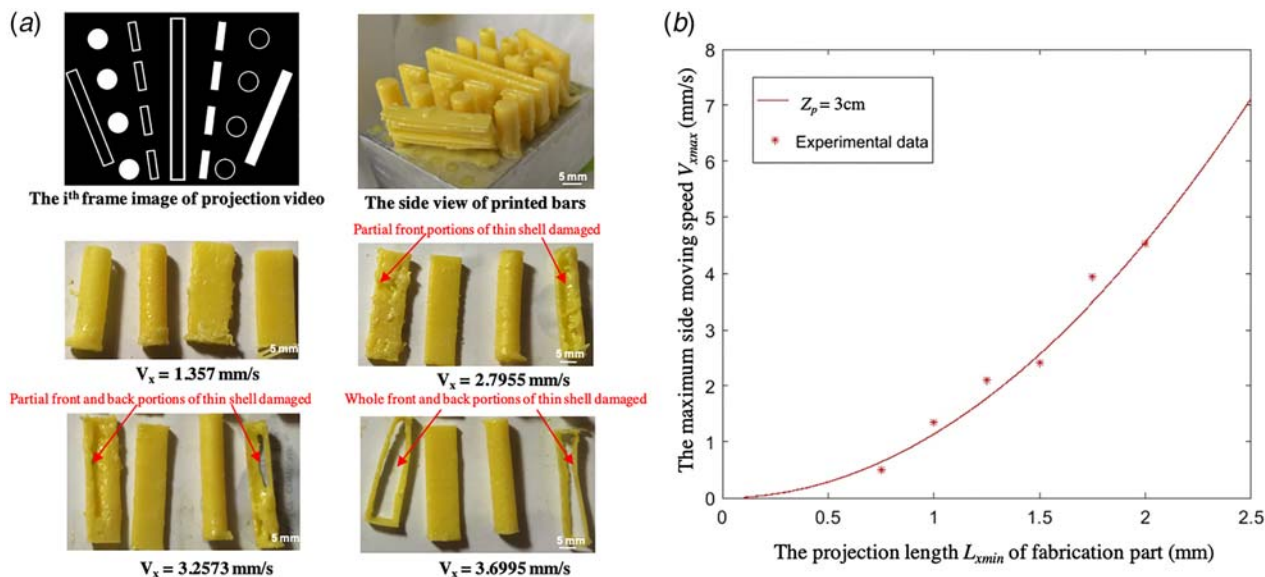 (a)
The iᵗʰ frame image of projection video
5 mm
The side view of printed bars
Partial front portions of thin shell damaged
5 mm
Vₓ = 1.357 mm/s
5 mm
Vₓ = 2.7955 mm/s
Partial front and back portions of thin shell damaged
Whole front and back portions of thin shell damaged
5 mm
Vₓ = 3.2573 mm/s
5 mm
Vₓ = 3.6995 mm/s
(b)
The maximum side moving speed Vₓₘₐₓ (mm/s)
8
7
6
5
4
3
2
1
0
Zₚ = 3cm
Experimental data
0 0.5 1 1.5 2 2.5
The projection length Lₓₘᵢₙ of fabrication part (mm)